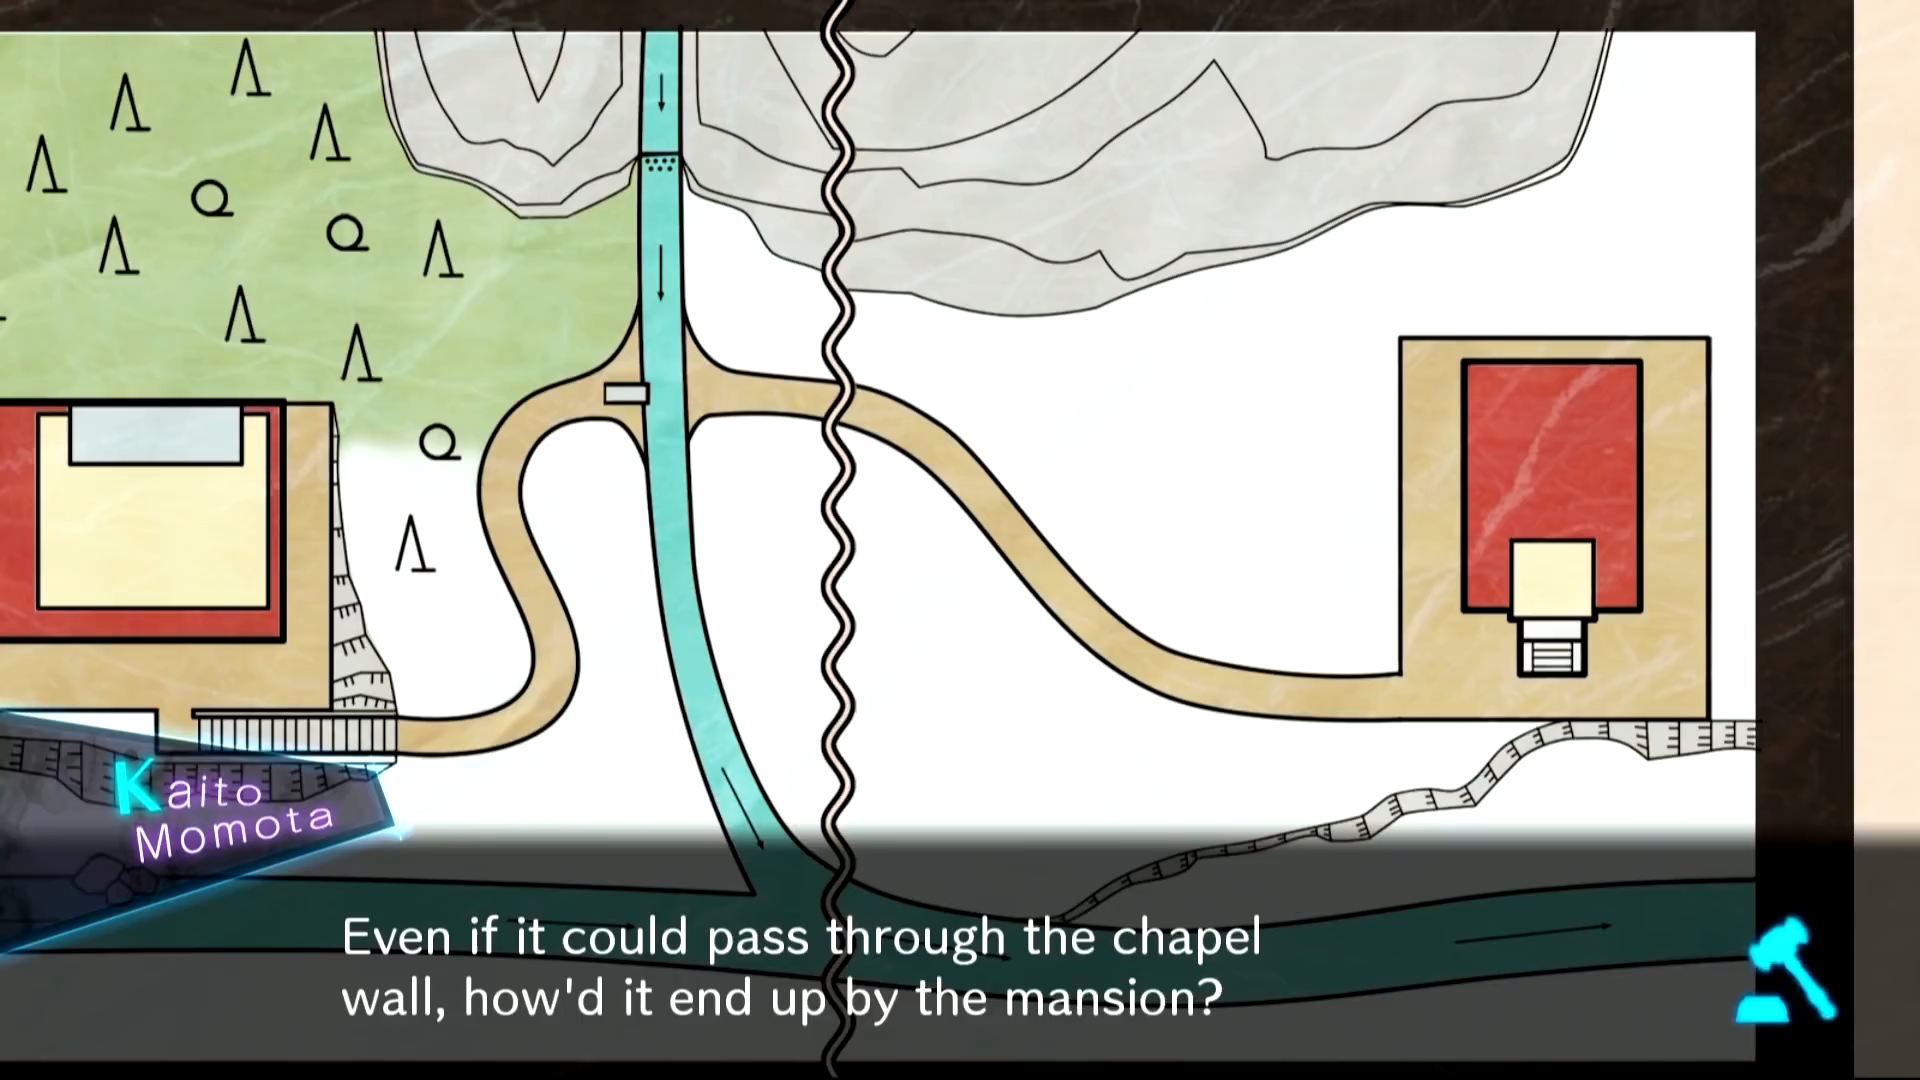 Kaito
Momota
Even if it could pass through the chapel
wall, how'd it end up by the mansion?